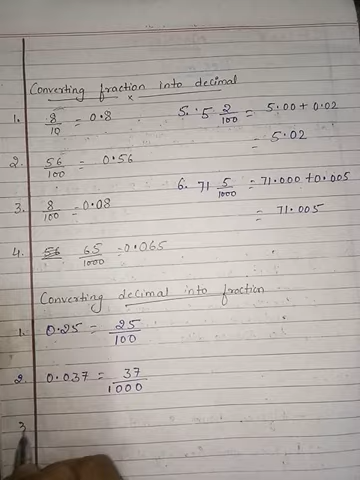 Converting fraction into decimal
1. 8/10 = 0.8
2. 56/100 = 0.56
3. 8/100 = 0.08
4. 65/1000 = 0.065
5. 5 2/100 = 5.00 + 0.02
= 5.02
6. 71 5/1000 = 71.000 + 0.005
= 71.005
Converting decimal into fraction
1. 0.25 = 25/100
2. 0.037 = 37/1000
3